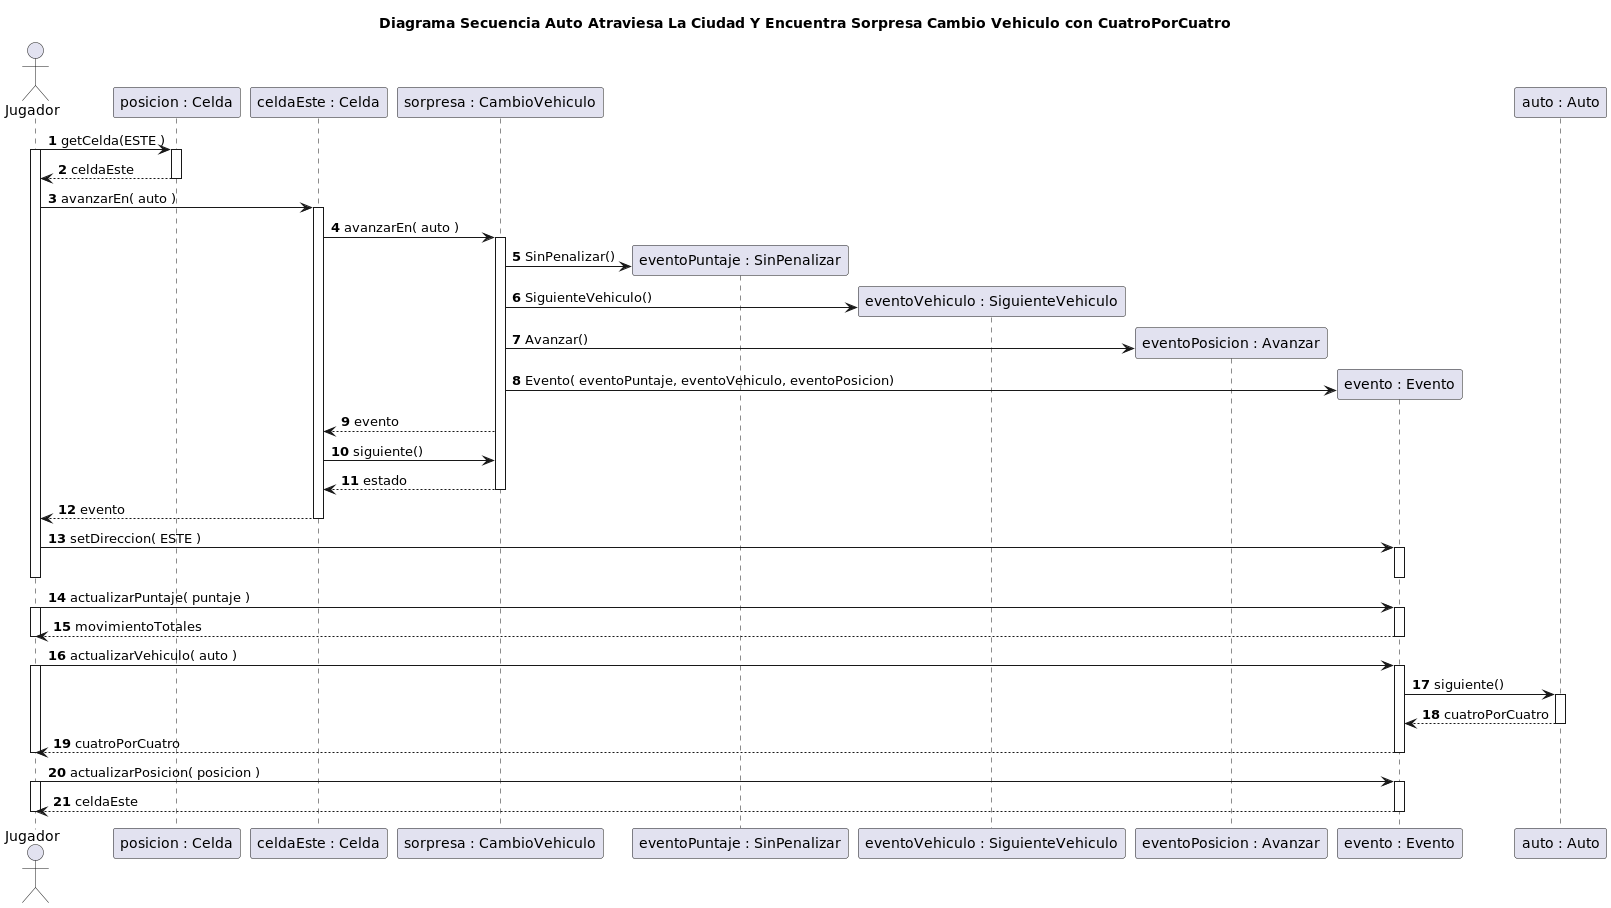 Diagrama Secuencia Auto Atraviesa La Ciudad Y Encuentra Sorpresa Cambio Vehiculo con CuatroPorCuatro
Jugador
posicion : Celda
celdaEste : Celda
sorpresa : CambioVehiculo
auto : Auto
1 getCelda(ESTE )
2 celdaEste
3 avanzarEn( auto )
4 avanzarEn( auto )
5 SinPenalizar()
eventoPuntaje : SinPenalizar
6 SiguienteVehiculo()
eventoVehiculo : SiguienteVehiculo
7 Avanzar()
eventoPosicion : Avanzar
8 Evento( eventoPuntaje, eventoVehiculo, eventoPosicion)
evento : Evento
9 evento
10 siguiente()
11 estado
12 evento
13 setDireccion( ESTE )
14 actualizarPuntaje( puntaje )
15 movimientoTotales
16 actualizarVehiculo( auto )
17 siguiente()
18 cuatroPorCuatro
19 cuatroPorCuatro
20 actualizarPosicion( posicion )
21 celdaEste
Jugador
posicion : Celda
celdaEste : Celda
sorpresa : CambioVehiculo
eventoPuntaje : SinPenalizar
eventoVehiculo : SiguienteVehiculo
eventoPosicion : Avanzar
evento : Evento
auto : Auto